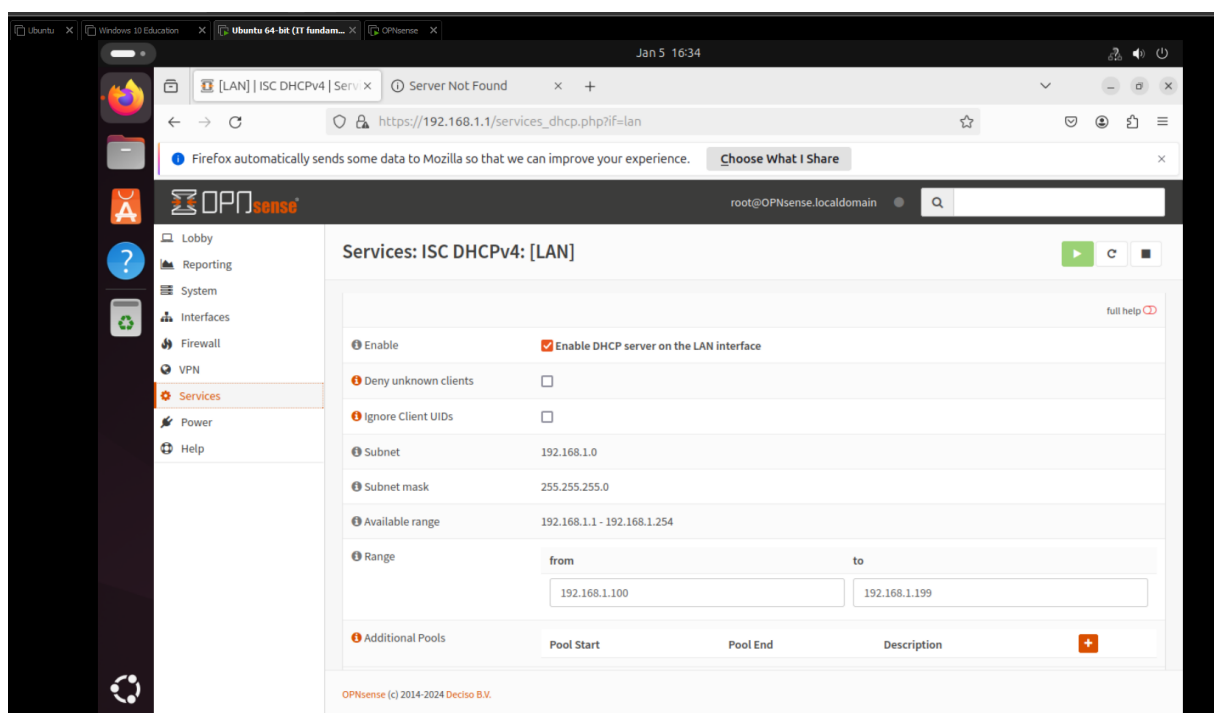 Ubuntu Windows 10 Education Ubuntu 64-bit (IT fundam... OPNsense
Jan 5 16:34
[LAN] | ISC DHCPv4 | Servi Server Not Found
https://192.168.1.1/services_dhcp.php?if=lan
Firefox automatically sends some data to Mozilla so that we can improve your experience. Choose What I Share
OPNsense root@OPNsense.localdomain
Lobby
Reporting
System
Interfaces
Firewall
VPN
Services
Power
Help
Services: ISC DHCPv4: [LAN]
full help
Enable Enable DHCP server on the LAN interface
Deny unknown clients
Ignore Client UIDs
Subnet 192.168.1.0
Subnet mask 255.255.255.0
Available range 192.168.1.1 - 192.168.1.254
Range from to
192.168.1.100 192.168.1.199
Additional Pools Pool Start Pool End Description
OPNsense (c) 2014-2024 Deciso B.V.